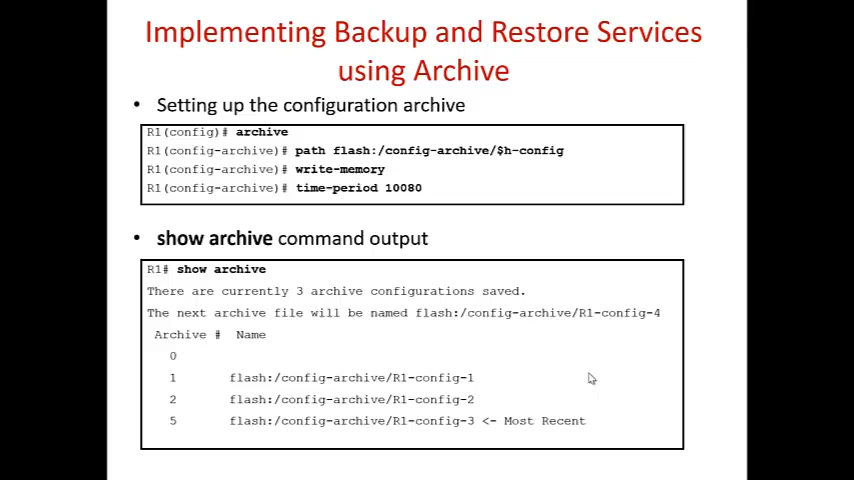 Implementing Backup and Restore Services
using Archive
• Setting up the configuration archive
R1(config)# archive
R1(config-archive)# path flash:/config-archive/$h-config
R1(config-archive)# write-memory
R1(config-archive)# time-period 10080
• show archive command output
R1# show archive
There are currently 3 archive configurations saved.
The next archive file will be named flash:/config-archive/R1-config-4
Archive # Name
0
1 flash:/config-archive/R1-config-1
2 flash:/config-archive/R1-config-2
5 flash:/config-archive/R1-config-3 <- Most Recent